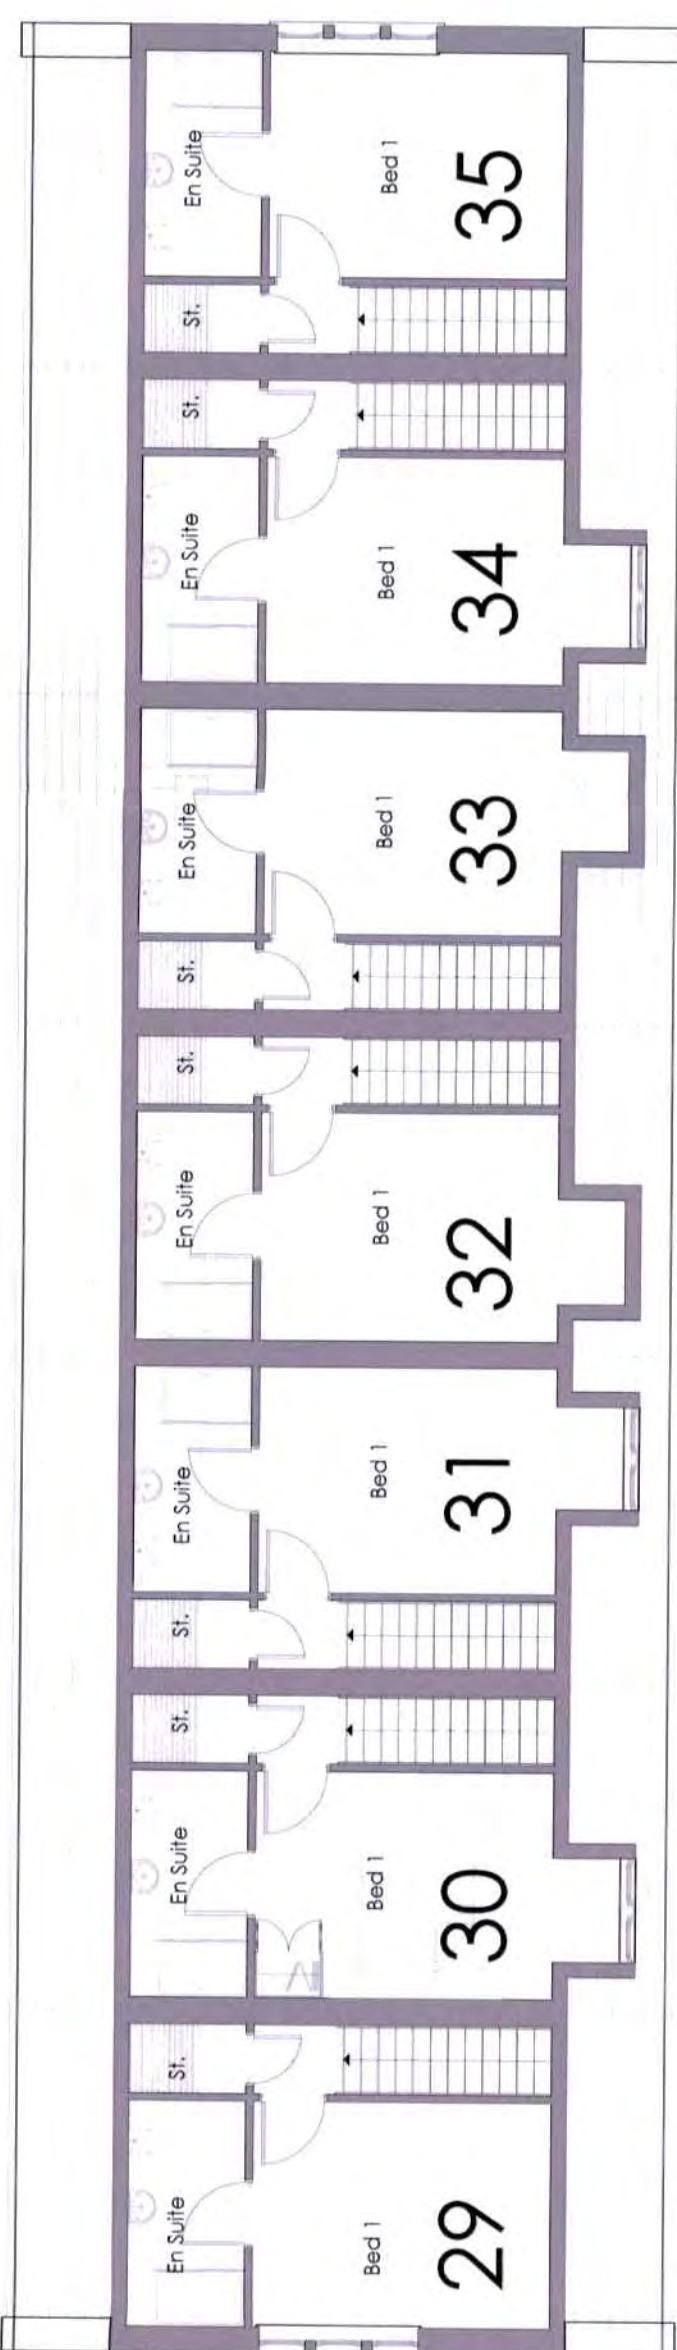 En Suite
Bed 1
35
St.
St.
En Suite
Bed 1
34
En Suite
Bed 1
33
St.
St.
En Suite
Bed 1
32
En Suite
Bed 1
31
St.
St.
En Suite
Bed 1
30
St.
En Suite
Bed 1
29